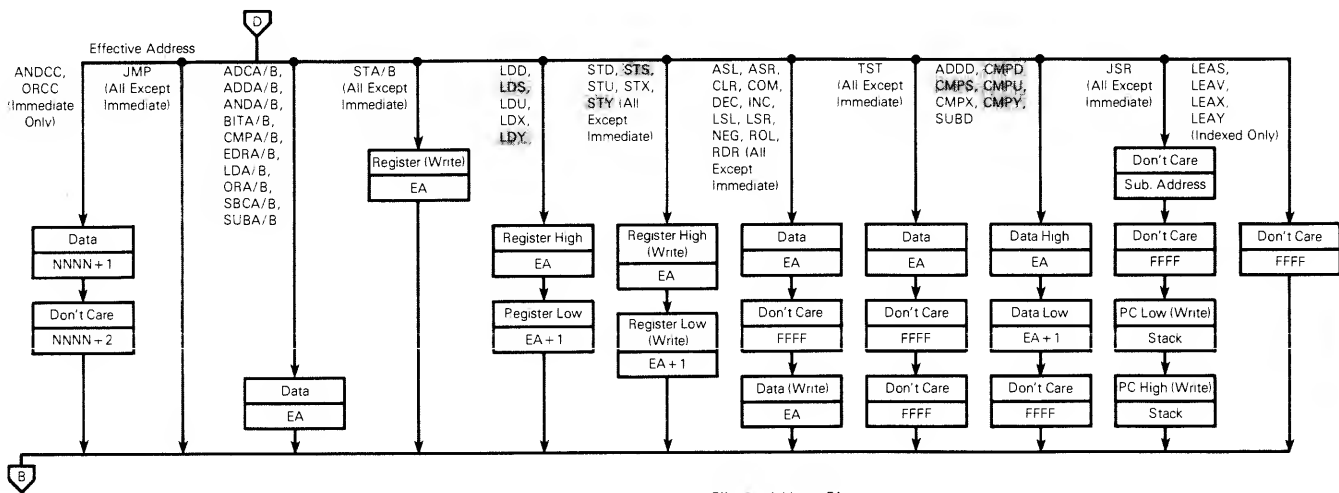 D
Effective Address
ANDCC,
ORCC
(Immediate
Only)
JMP
(All Except
Immediate)
ADCA/B,
ADDA/B,
ANDA/B,
BITA/B,
CMPA/B,
EDRA/B,
LDA/B,
ORA/B,
SBCA/B,
SUBA/B
STA/B
(All Except
Immediate)
LDD,
LDS,
LDU,
LDX,
LDY,
STD, STS,
STU, STX,
STY (All
Except
Immediate)
ASL, ASR,
CLR, COM,
DEC, INC,
LSL, LSR,
NEG, ROL,
RDR (All
Except
Immediate)
TST
(All Except
Immediate)
ADDD, CMPD
CMPS, CMPU,
CMPX, CMPY,
SUBD
JSR
(All Except
Immediate)
LEAS,
LEAV,
LEAX,
LEAY
(Indexed Only)
Data
NNNN+1
Don't Care
NNNN+2
Data
EA
Register (Write)
EA
Register High
EA
Pegister Low
EA+1
Register High
(Write)
EA
Register Low
(Write)
EA+1
Data
EA
Don't Care
FFFF
Data (Write)
EA
Data
EA
Don't Care
FFFF
Don't Care
FFFF
Data High
EA
Data Low
EA+1
Don't Care
FFFF
Don't Care
Sub. Address
Don't Care
FFFF
PC Low (Write)
Stack
PC High (Write)
Stack
Don't Care
FFFF
B